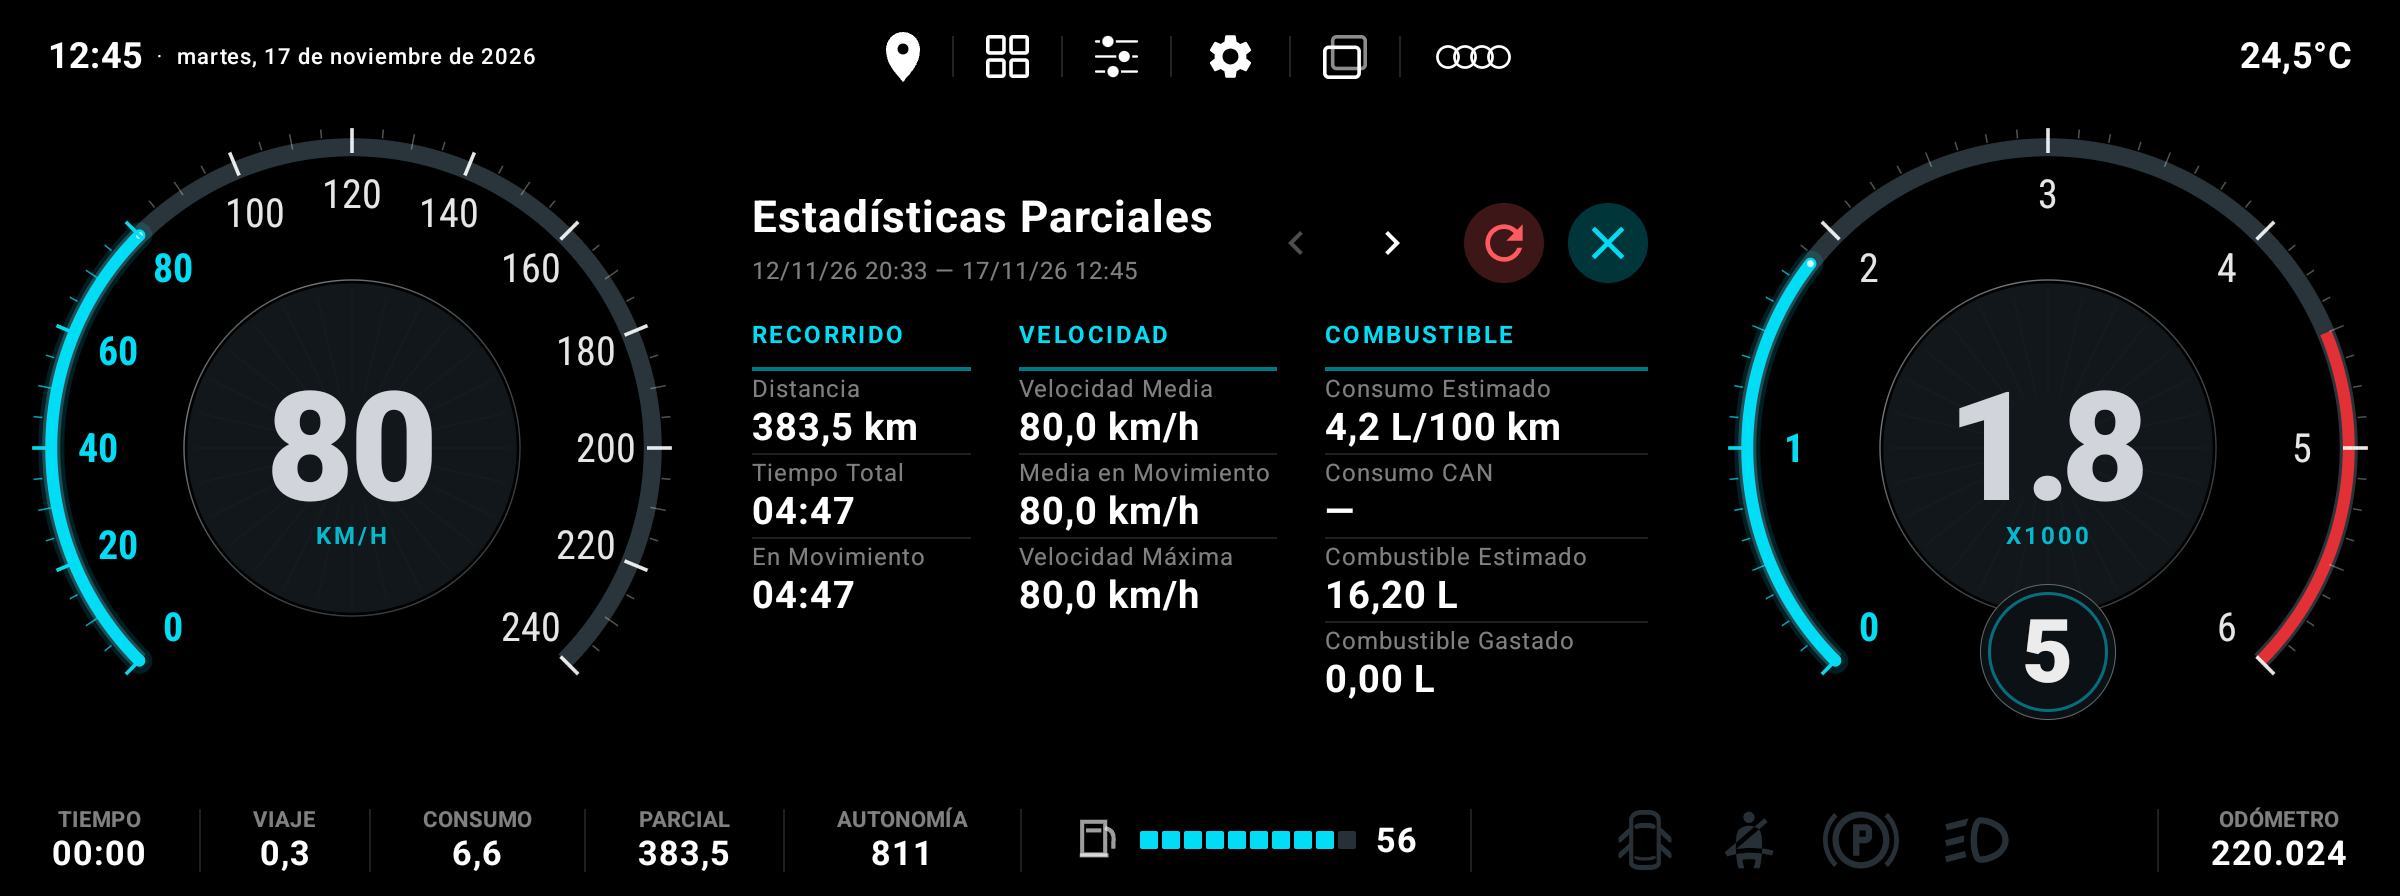 12:45 · martes, 17 de noviembre de 2026
24,5°C
0
20
40
60
80
100
120
140
160
180
200
220
240
80
KM/H
Estadísticas Parciales
12/11/26 20:33 — 17/11/26 12:45
RECORRIDO
Distancia
383,5 km
Tiempo Total
04:47
En Movimiento
04:47
VELOCIDAD
Velocidad Media
80,0 km/h
Media en Movimiento
80,0 km/h
Velocidad Máxima
80,0 km/h
COMBUSTIBLE
Consumo Estimado
4,2 L/100 km
Consumo CAN
—
Combustible Estimado
16,20 L
Combustible Gastado
0,00 L
0
1
2
3
4
5
6
1.8
X1000
5
TIEMPO
00:00
VIAJE
0,3
CONSUMO
6,6
PARCIAL
383,5
AUTONOMÍA
811
56
P
ODÓMETRO
220.024